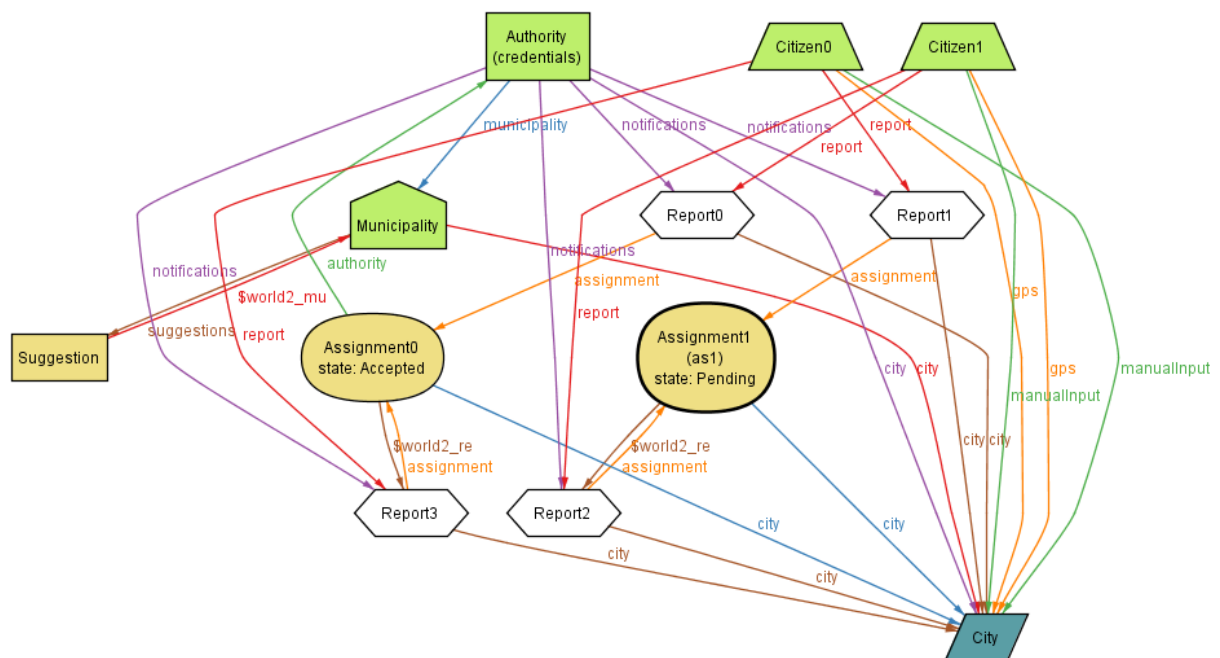 Authority
(credentials)
Citizen0
Citizen1
municipality
notifications
notifications
report
report
Municipality
Report0
Report1
authority
notifications
notifications
assignment
assignment
$world2_mu
gps
suggestions
report
report
Suggestion
Assignment0
state: Accepted
Assignment1
(as1)
state: Pending
city
city
gps
manualInput
manualInput
$world2_re
assignment
$world2_re
assignment
city
city
Report3
Report2
city
city
city
city
City